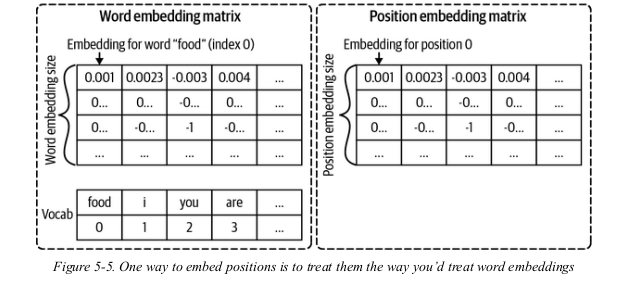 Word embedding matrix
Embedding for word "food" (index 0)
Word embedding size
0.001 0.0023 -0.003 0.004 ...
0... 0... -0... 0... ...
0... -0... -1 -0... ...
... ... ... ... ...
Vocab
food i you are ...
0 1 2 3 ...
Position embedding matrix
Embedding for position 0
Position embedding size
0.001 0.0023 -0.003 0.004 ...
0... 0... -0... 0... ...
0... -0... -1 -0... ...
... ... ... ... ...
Figure 5-5. One way to embed positions is to treat them the way you'd treat word embeddings